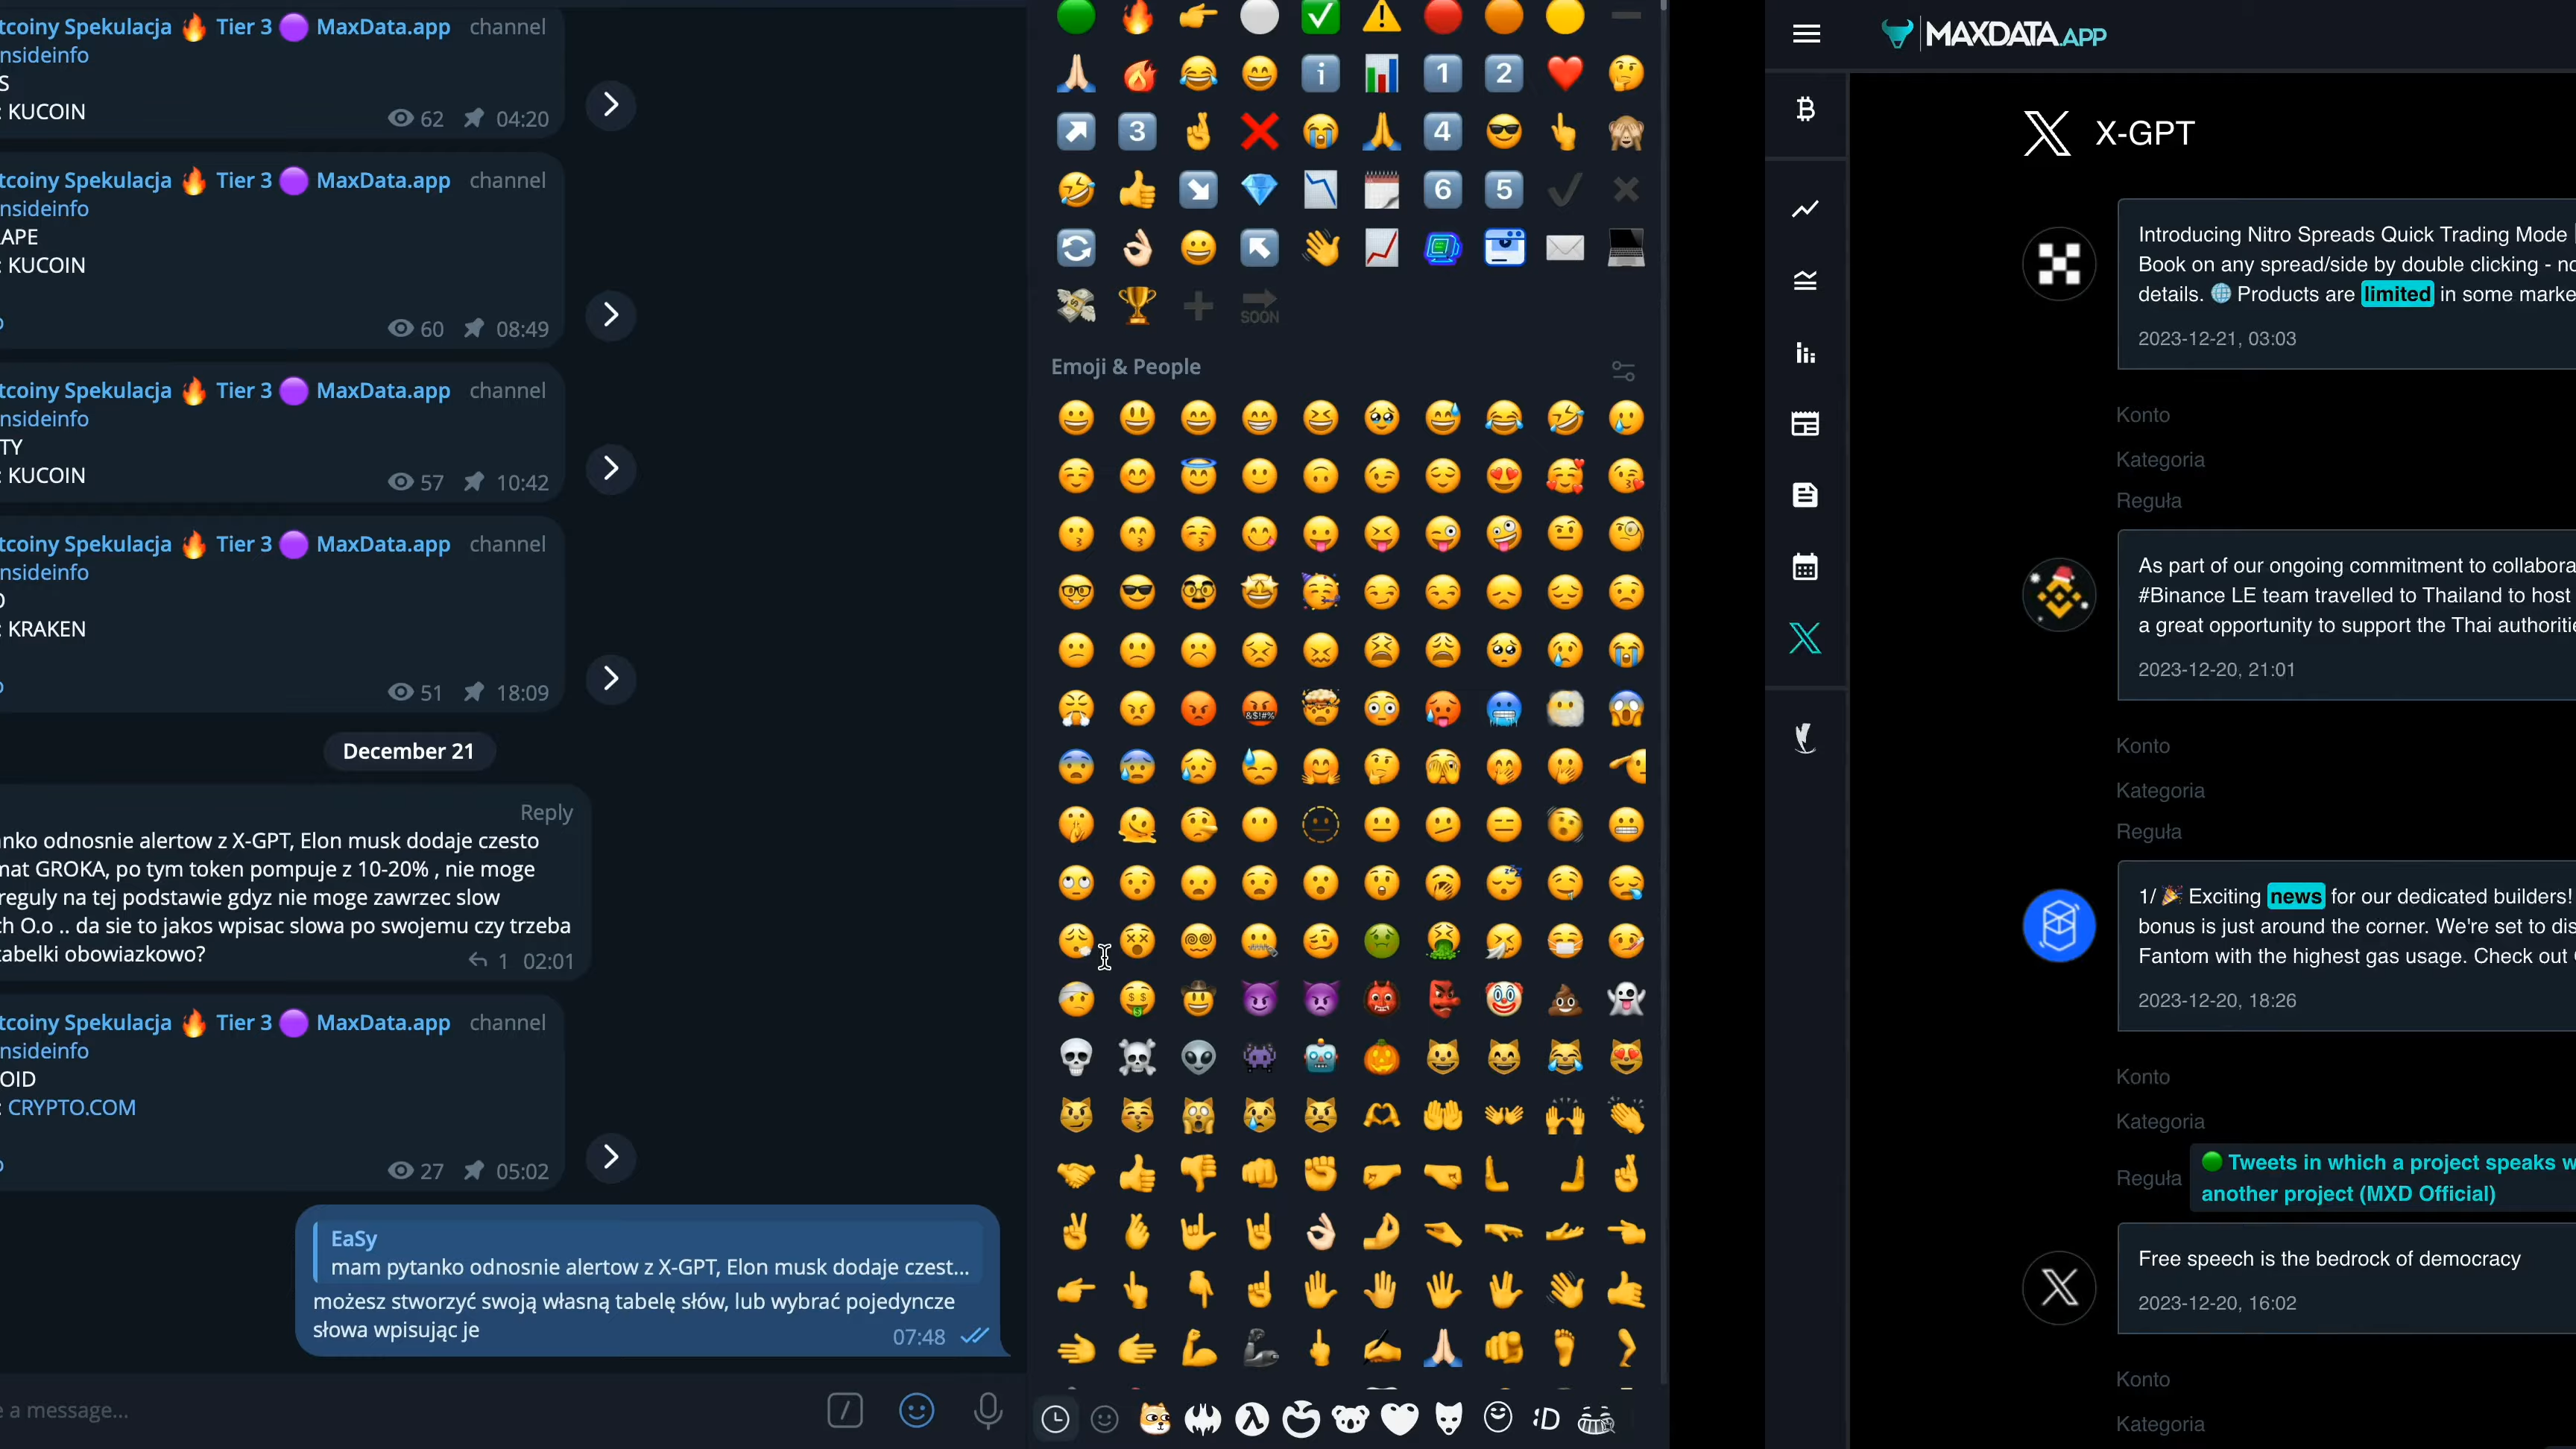 tcoiny Spekulacja 🔥 Tier 3 🟣 MaxData.app channel
nsideinfo
S
: KUCOIN
62 04:20
tcoiny Spekulacja 🔥 Tier 3 🟣 MaxData.app channel
nsideinfo
APE
: KUCOIN
60 08:49
tcoiny Spekulacja 🔥 Tier 3 🟣 MaxData.app channel
nsideinfo
TY
: KUCOIN
57 10:42
tcoiny Spekulacja 🔥 Tier 3 🟣 MaxData.app channel
nsideinfo
: KRAKEN
51 18:09
December 21
Reply
nko odnosnie alertow z X-GPT, Elon musk dodaje czesto
mat GROKA, po tym token pompuje z 10-20% , nie moge
reguly na tej podstawie gdyz nie moge zawrzec slow
ch O.o .. da sie to jakos wpisac slowa po swojemu czy trzeba
abelki obowiazkowo?
1 02:01
tcoiny Spekulacja 🔥 Tier 3 🟣 MaxData.app channel
nsideinfo
OID
: CRYPTO.COM
27 05:02
EaSy
mam pytanko odnosnie alertow z X-GPT, Elon musk dodaje czest...
możesz stworzyć swoją własną tabelę słów, lub wybrać pojedyncze
słowa wpisując je
07:48
e a message...
SOON
Emoji & People
:D
MAXDATA.APP
X-GPT
Introducing Nitro Spreads Quick Trading Mode
Book on any spread/side by double clicking - no
details. 🌐 Products are limited in some marke
2023-12-21, 03:03
Konto
Kategoria
Reguła
As part of our ongoing commitment to collabora
#Binance LE team travelled to Thailand to host
a great opportunity to support the Thai authoritie
2023-12-20, 21:01
Konto
Kategoria
Reguła
1/ 🎉 Exciting news for our dedicated builders!
bonus is just around the corner. We're set to dis
Fantom with the highest gas usage. Check out
2023-12-20, 18:26
Konto
Kategoria
Reguła 🟢 Tweets in which a project speaks w
another project (MXD Official)
Free speech is the bedrock of democracy
2023-12-20, 16:02
Konto
Kategoria